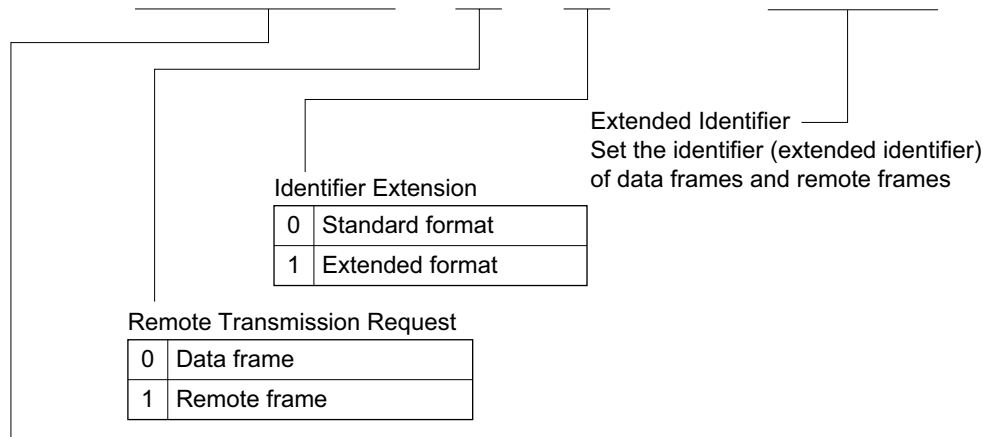 Extended Identifier
Set the identifier (extended identifier)
of data frames and remote frames
Identifier Extension
0 Standard format
1 Extended format
Remote Transmission Request
0 Data frame
1 Remote frame